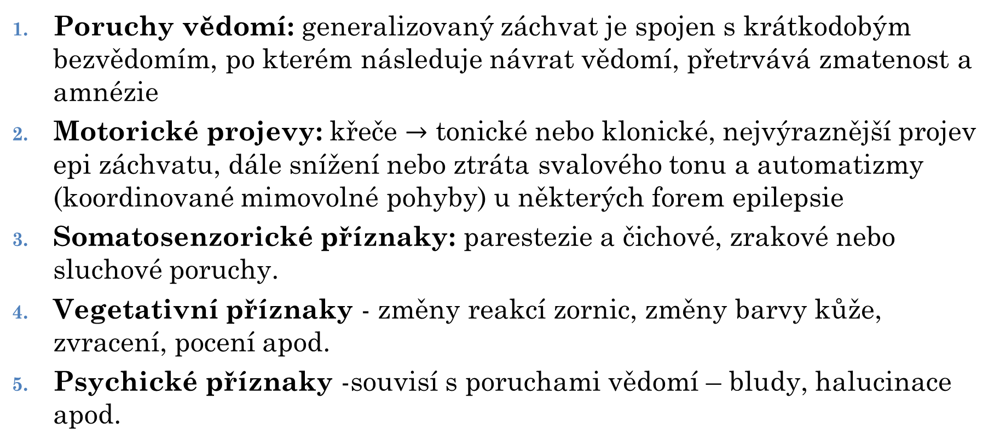 1. Poruchy vědomí: generalizovaný záchvat je spojen s krátkodobým
bezvědomím, po kterém následuje návrat vědomí, přetrvává zmatenost a
amnézie
2. Motorické projevy: křeče → tonické nebo klonické, nejvýraznější projev
epi záchvatu, dále snížení nebo ztráta svalového tonu a automatizmy
(koordinované mimovolné pohyby) u některých forem epilepsie
3. Somatosenzorické příznaky: parestezie a čichové, zrakové nebo
sluchové poruchy.
4. Vegetativní příznaky - změny reakcí zornic, změny barvy kůže,
zvracení, pocení apod.
5. Psychické příznaky -souvisí s poruchami vědomí – bludy, halucinace
apod.